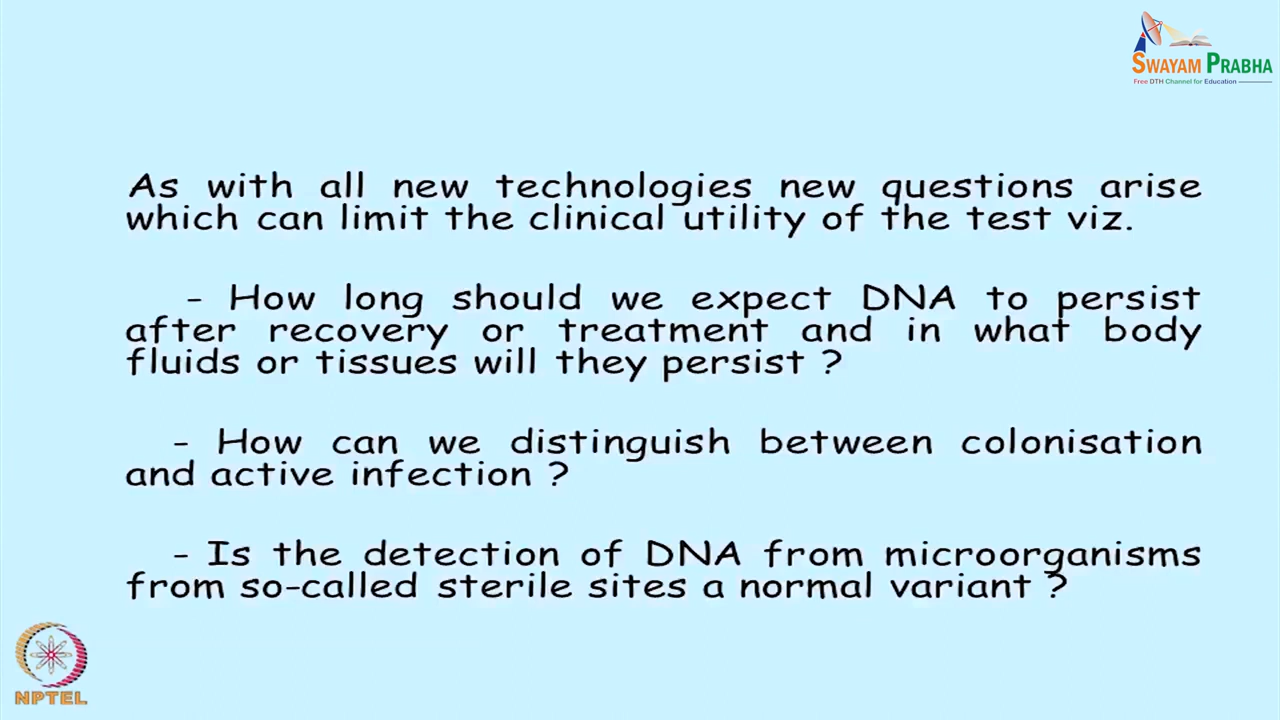 SWAYAM PRABHA
Free DTH Channel for Education
As with all new technologies new questions arise
which can limit the clinical utility of the test viz.
- How long should we expect DNA to persist
after recovery or treatment and in what body
fluids or tissues will they persist ?
- How can we distinguish between colonisation
and active infection ?
- Is the detection of DNA from microorganisms
from so-called sterile sites a normal variant ?
NPTEL